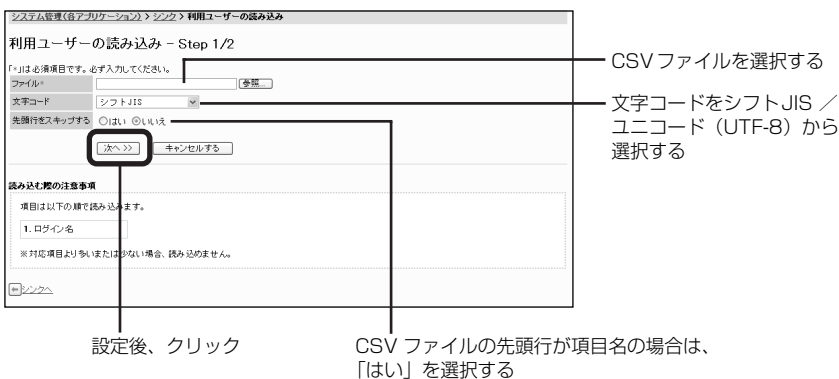 システム管理(各アプリケーション) > シンク > 利用ユーザーの読み込み
利用ユーザーの読み込み - Step 1/2
「*」は必須項目です。必ず入力してください。
ファイル*
参照...
CSV ファイルを選択する
文字コード
シフトJIS
文字コードをシフト JIS ／
ユニコード（UTF-8）から
選択する
先頭行をスキップする
はい いいえ
次へ >>
キャンセルする
読み込む際の注意事項
項目は以下の順で読み込みます。
1. ログイン名
※対応項目より多いまたは少ない場合、読み込めません。
シンクへ
設定後、クリック
CSV ファイルの先頭行が項目名の場合は、
「はい」を選択する